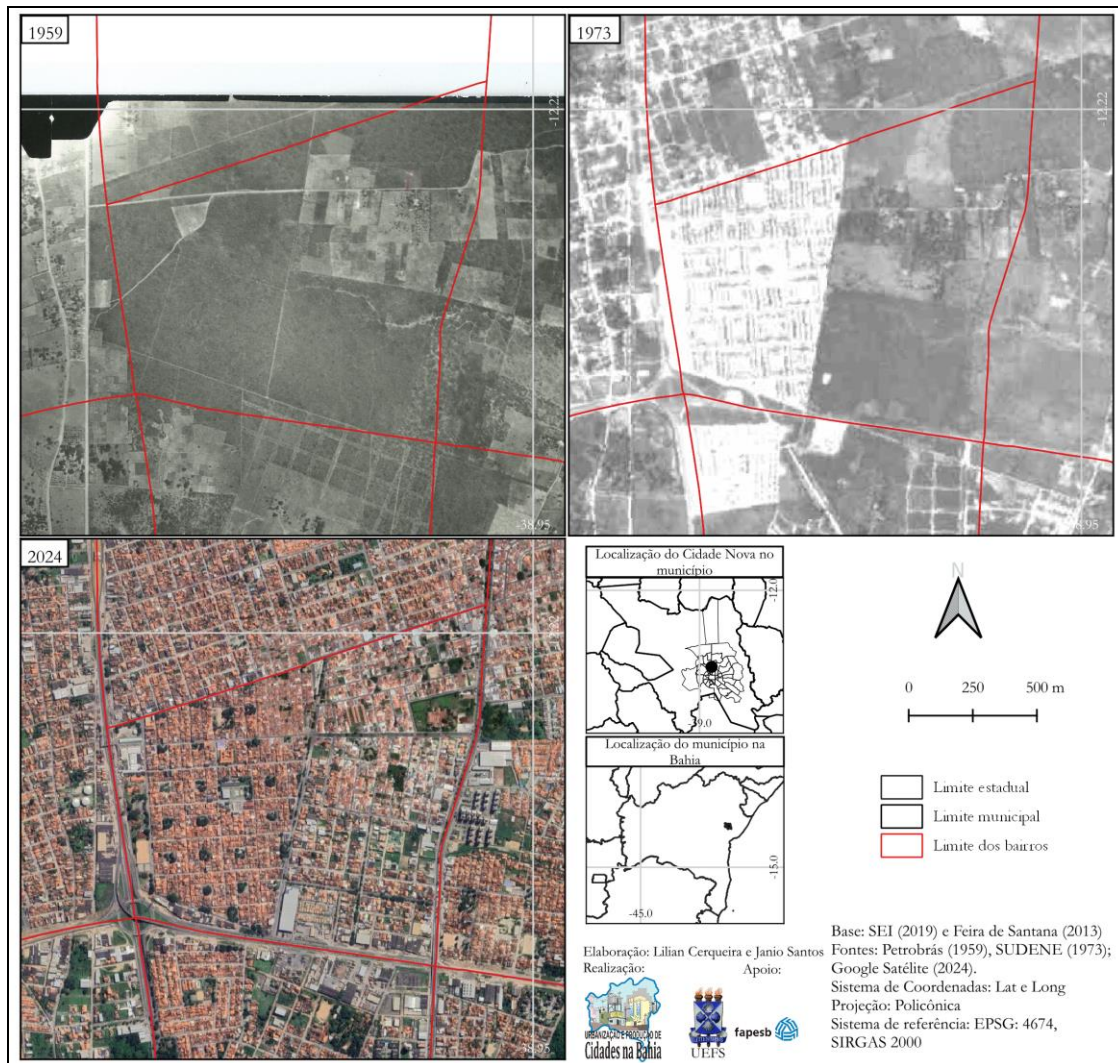 1959
-12.22
-38.95
1973
-12.22
-38.95
2024
-38.95
Localização do Cidade Nova no
município
-12.0
-39.0
Localização do município na
Bahia
-15.0
-45.0
N
0 250 500 m
Limite estadual
Limite municipal
Limite dos bairros
Elaboração: Lilian Cerqueira e Janio Santos
Realização:
Apoio:
URBANIZAÇÃO E PRODUÇÃO DE
Cidades na Bahia
UEFS
fapesb
Base: SEI (2019) e Feira de Santana (2013)
Fontes: Petrobrás (1959), SUDENE (1973);
Google Satélite (2024).
Sistema de Coordenadas: Lat e Long
Projeção: Policônica
Sistema de referência: EPSG: 4674,
SIRGAS 2000